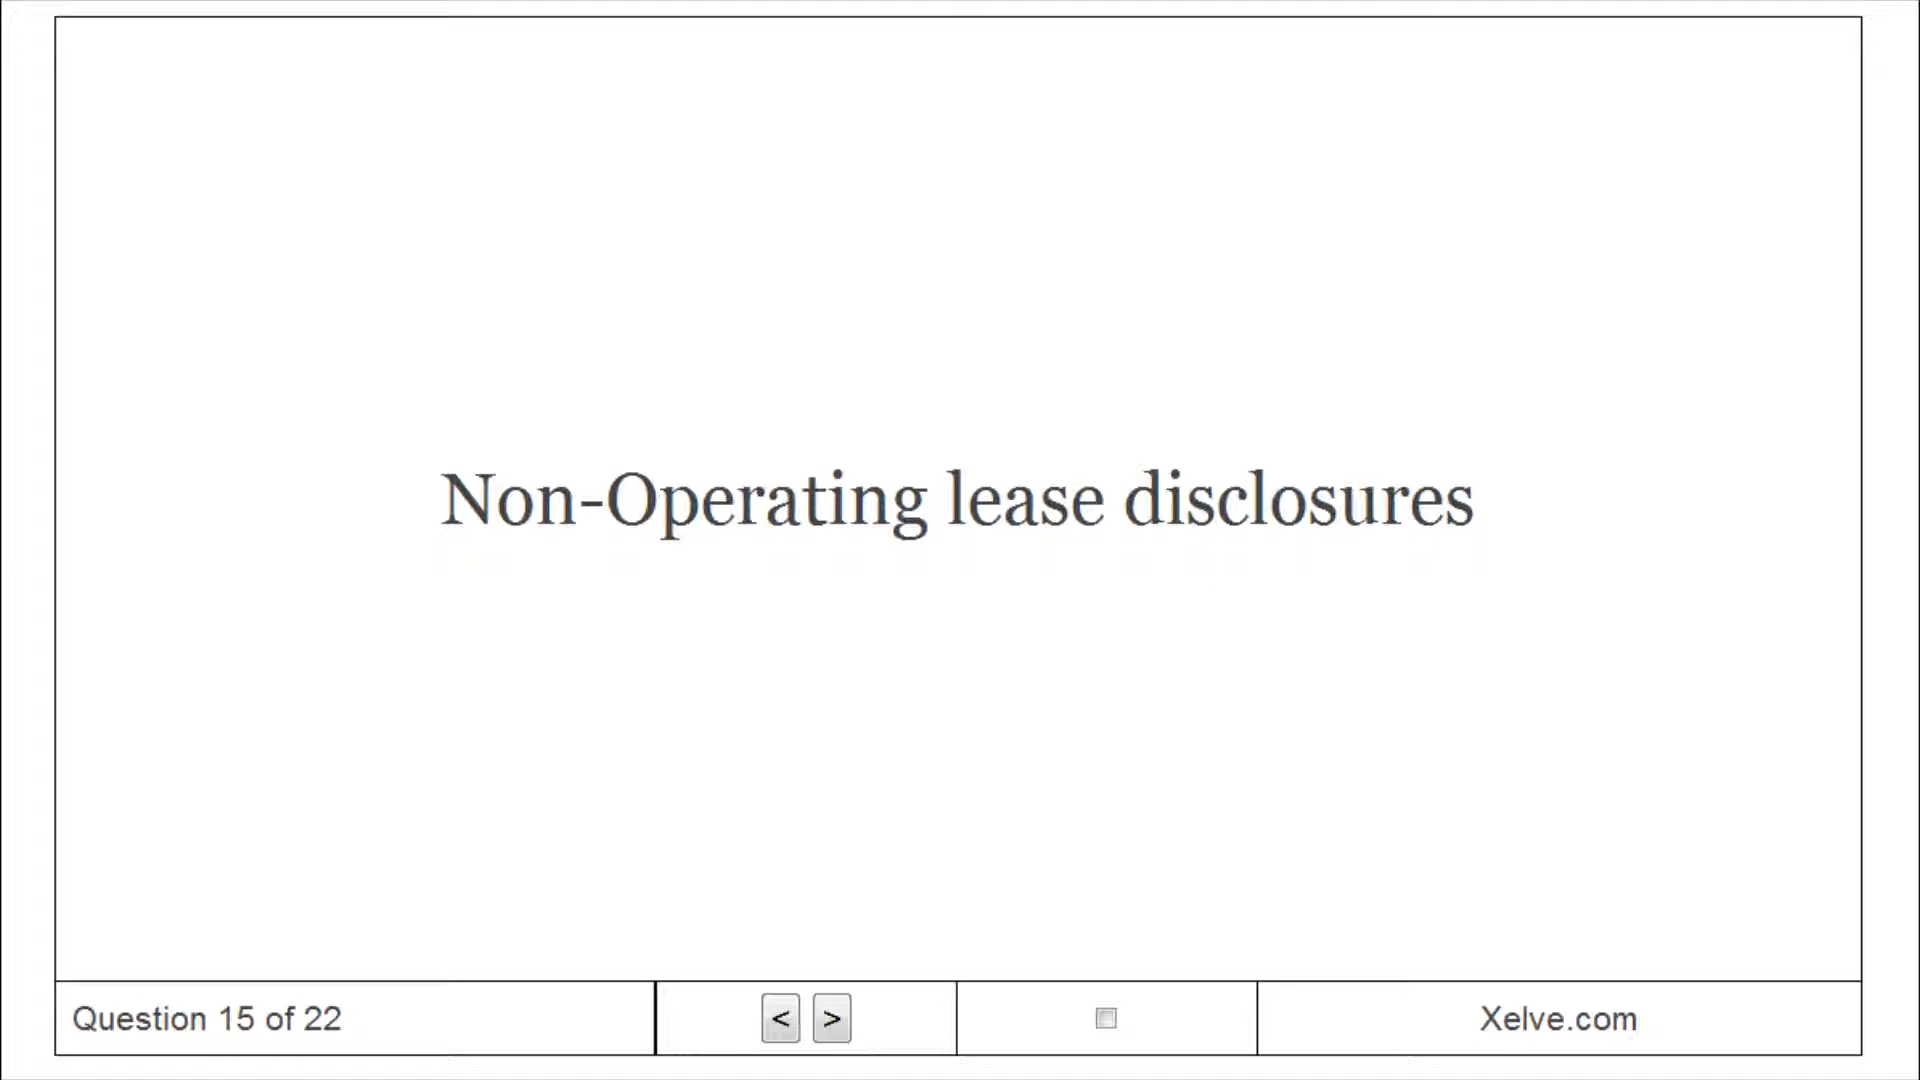 Non-Operating lease disclosures
Question 15 of 22
<
>
Xelve.com